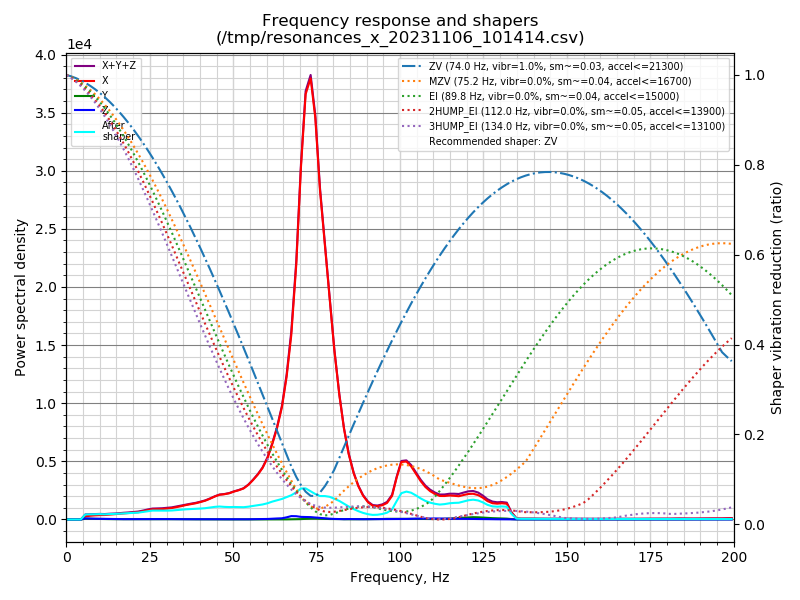 Frequency response and shapers
(/tmp/resonances_x_20231106_101414.csv)
1e4
X+Y+Z
X
Y
Z
After
shaper
ZV (74.0 Hz, vibr=1.0%, sm~=0.03, accel<=21300)
MZV (75.2 Hz, vibr=0.0%, sm~=0.04, accel<=16700)
EI (89.8 Hz, vibr=0.0%, sm~=0.04, accel<=15000)
2HUMP_EI (112.0 Hz, vibr=0.0%, sm~=0.05, accel<=13900)
3HUMP_EI (134.0 Hz, vibr=0.0%, sm~=0.05, accel<=13100)
Recommended shaper: ZV
4.0
3.5
3.0
2.5
2.0
1.5
1.0
0.5
0.0
Power spectral density
1.0
0.8
0.6
0.4
0.2
0.0
Shaper vibration reduction (ratio)
0 25 50 75 100 125 150 175 200
Frequency, Hz